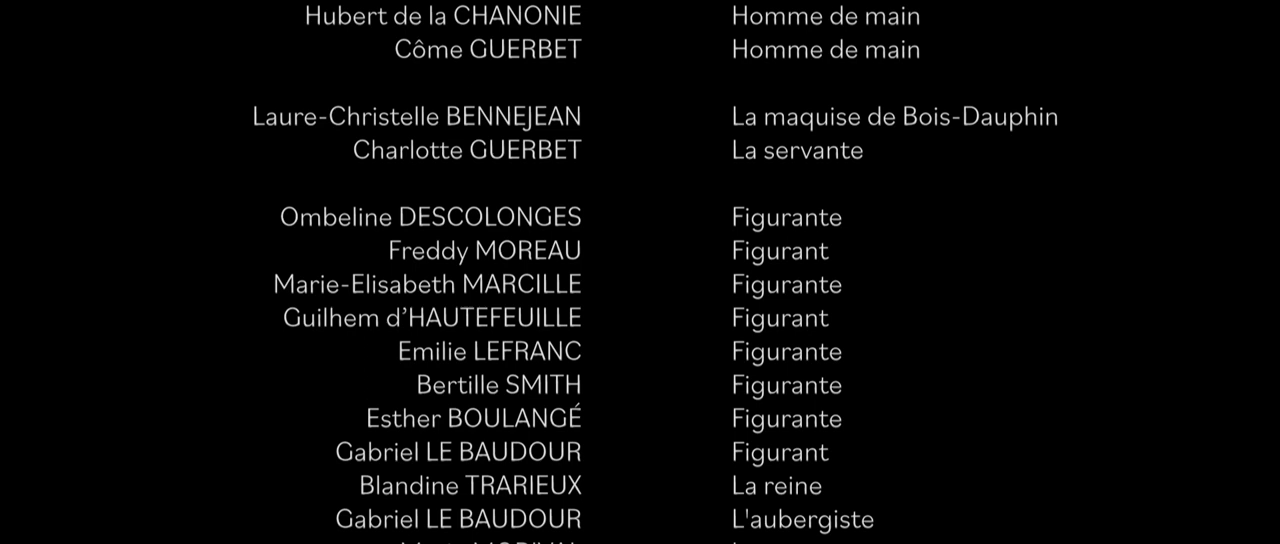 Hubert de la CHANONIE Homme de main
Côme GUERBET Homme de main
Laure-Christelle BENNEJEAN La maquise de Bois-Dauphin
Charlotte GUERBET La servante
Ombeline DESCOLONGES Figurante
Freddy MOREAU Figurant
Marie-Elisabeth MARCILLE Figurante
Guilhem d’HAUTEFEUILLE Figurant
Emilie LEFRANC Figurante
Bertille SMITH Figurante
Esther BOULANGÉ Figurante
Gabriel LE BAUDOUR Figurant
Blandine TRARIEUX La reine
Gabriel LE BAUDOUR L'aubergiste